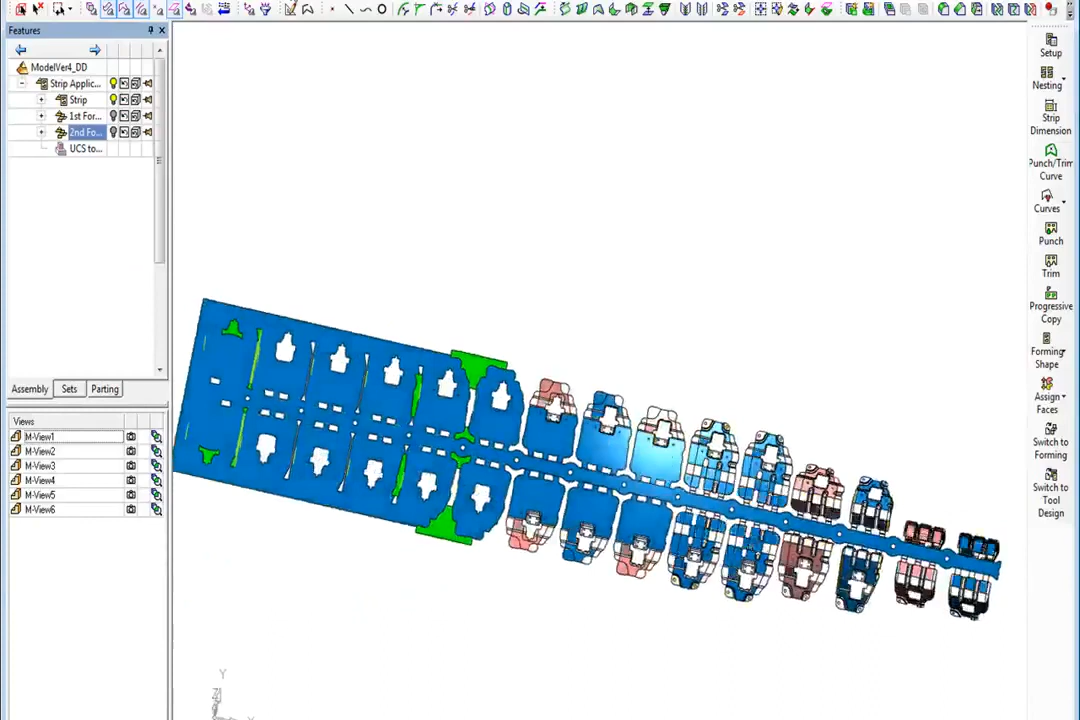 Features
ModelVer4_DD
Strip Applic...
Strip
1st For...
2nd Fo...
UCS to...
Assembly Sets Parting
Views
M-View1
M-View2
M-View3
M-View4
M-View5
M-View6
Setup
Nesting
Strip
Dimension
Punch/Trim
Curve
Curves
Punch
Trim
Progressive
Copy
Forming
Shape
Assign
Faces
Switch to
Forming
Switch to
Tool
Design
Y
Z
X